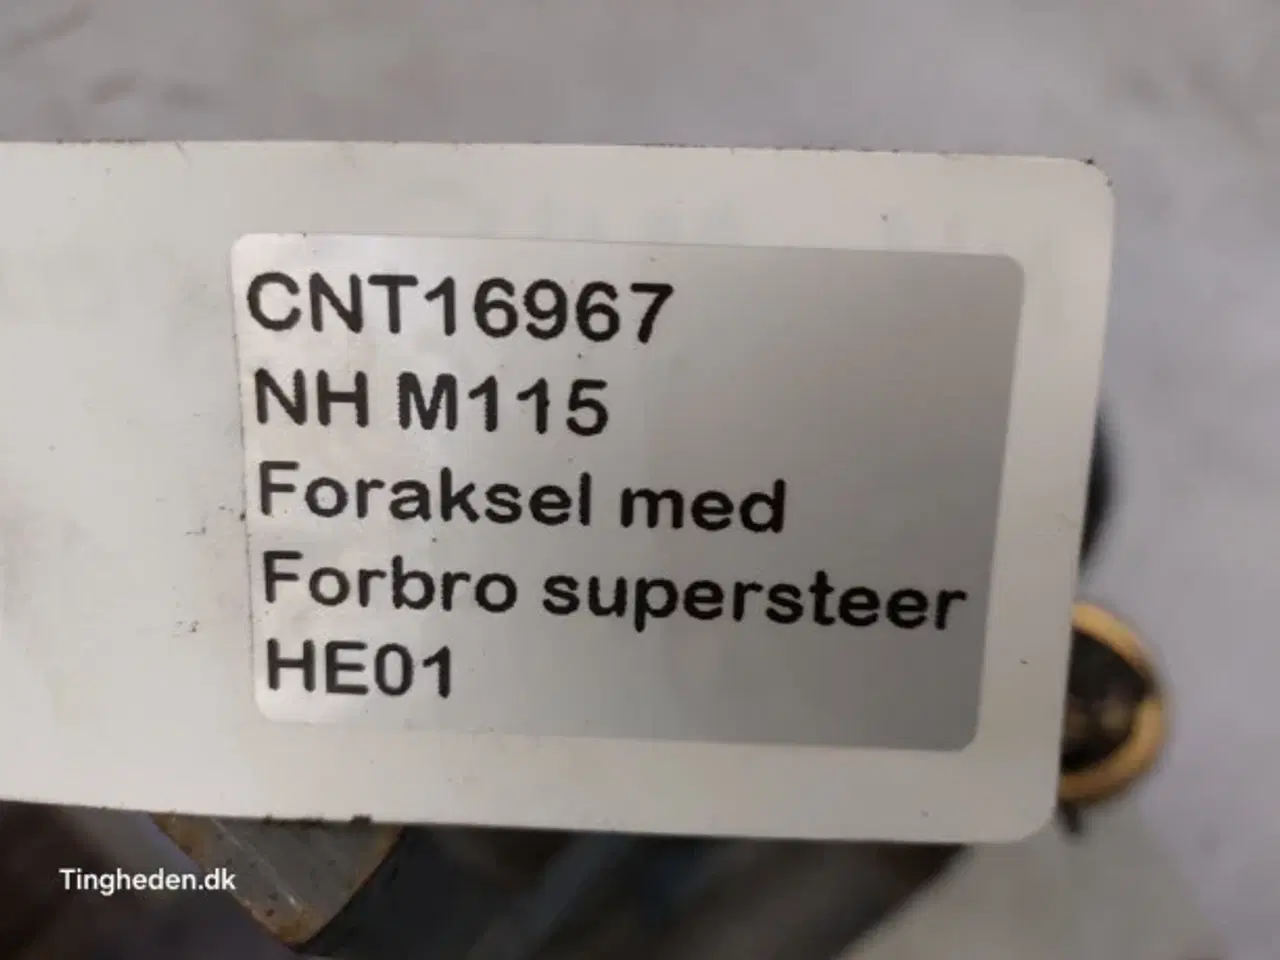 CNT16967
NH M115
Foraksel med
Forbro supersteer
HE01
Tingheden.dk